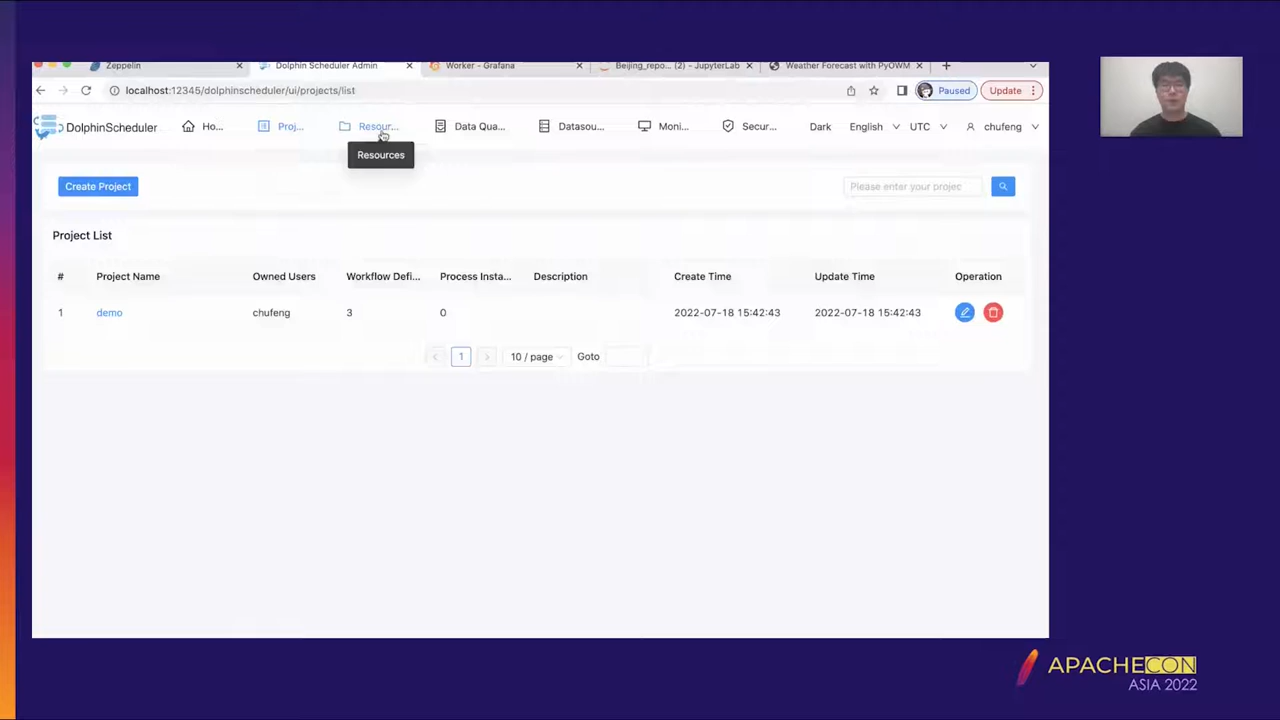 Zeppelin
Dolphin Scheduler Admin
Worker - Grafana
Beijing_repo... (2) - JupyterLab
Weather Forecast with PyOWM
localhost:12345/dolphinscheduler/ui/projects/list
Paused
Update
DolphinScheduler
Ho...
Proj...
Resour...
Data Qua...
Datasou...
Moni...
Secur...
Dark
English
UTC
chufeng
Resources
Create Project
Please enter your projec
Project List
# Project Name Owned Users Workflow Defi... Process Insta... Description Create Time Update Time Operation
1 demo chufeng 3 0 2022-07-18 15:42:43 2022-07-18 15:42:43
1 10 / page Goto
APACHECON
ASIA 2022